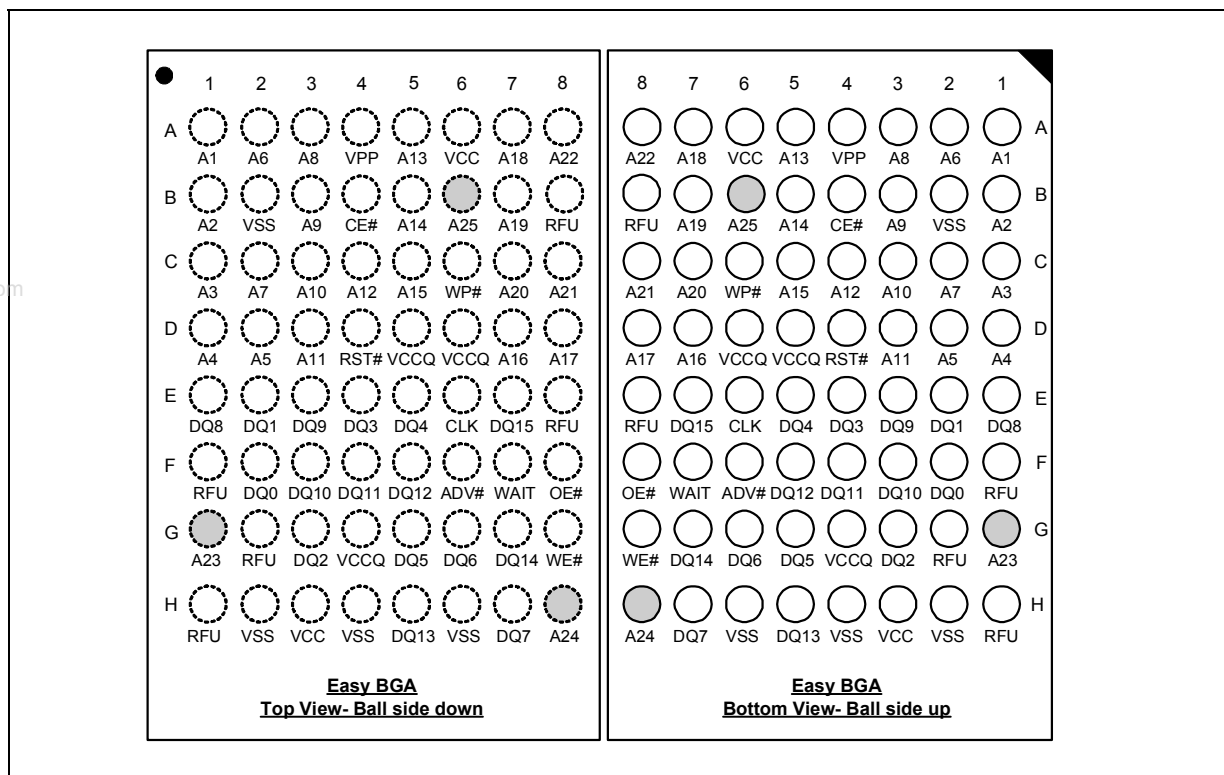 1 2 3 4 5 6 7 8
A
A1 A6 A8 VPP A13 VCC A18 A22
B
A2 VSS A9 CE# A14 A25 A19 RFU
C
A3 A7 A10 A12 A15 WP# A20 A21
D
A4 A5 A11 RST# VCCQ VCCQ A16 A17
E
DQ8 DQ1 DQ9 DQ3 DQ4 CLK DQ15 RFU
F
RFU DQ0 DQ10 DQ11 DQ12 ADV# WAIT OE#
G
A23 RFU DQ2 VCCQ DQ5 DQ6 DQ14 WE#
H
RFU VSS VCC VSS DQ13 VSS DQ7 A24
Easy BGA
Top View- Ball side down
8 7 6 5 4 3 2 1
A
A22 A18 VCC A13 VPP A8 A6 A1
B
RFU A19 A25 A14 CE# A9 VSS A2
C
A21 A20 WP# A15 A12 A10 A7 A3
D
A17 A16 VCCQ VCCQ RST# A11 A5 A4
E
RFU DQ15 CLK DQ4 DQ3 DQ9 DQ1 DQ8
F
OE# WAIT ADV# DQ12 DQ11 DQ10 DQ0 RFU
G
WE# DQ14 DQ6 DQ5 VCCQ DQ2 RFU A23
H
A24 DQ7 VSS DQ13 VSS VCC VSS RFU
Easy BGA
Bottom View- Ball side up
om